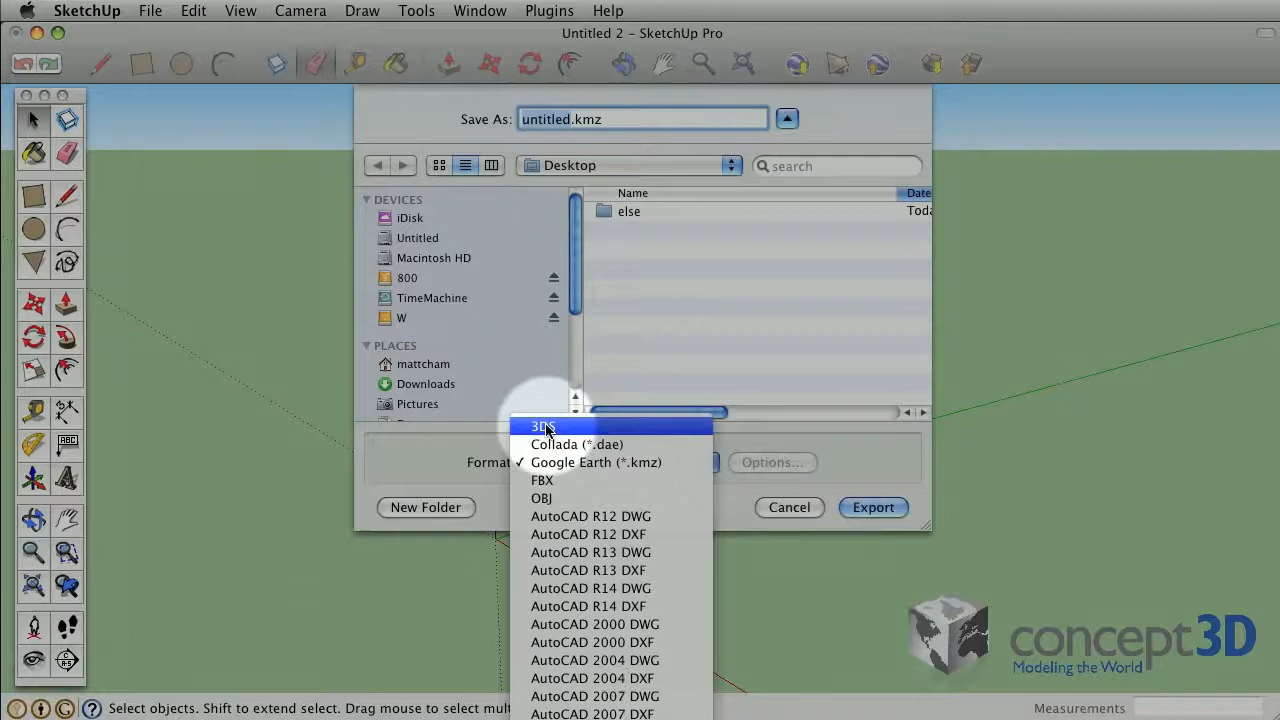 SketchUp File Edit View Camera Draw Tools Window Plugins Help
Untitled 2 - SketchUp Pro
Save As: untitled.kmz
Desktop
search
DEVICES
iDisk
Untitled
Macintosh HD
800
TimeMachine
W
PLACES
mattcham
Downloads
Pictures
Name Date
else Toda
Format
3DS
Collada (*.dae)
✓ Google Earth (*.kmz)
FBX
OBJ
AutoCAD R12 DWG
AutoCAD R12 DXF
AutoCAD R13 DWG
AutoCAD R13 DXF
AutoCAD R14 DWG
AutoCAD R14 DXF
AutoCAD 2000 DWG
AutoCAD 2000 DXF
AutoCAD 2004 DWG
AutoCAD 2004 DXF
AutoCAD 2007 DWG
AutoCAD 2007 DXF
Options...
New Folder Cancel Export
ABC
A
concept3D
Modeling the World
Select objects. Shift to extend select. Drag mouse to select mult
Measurements